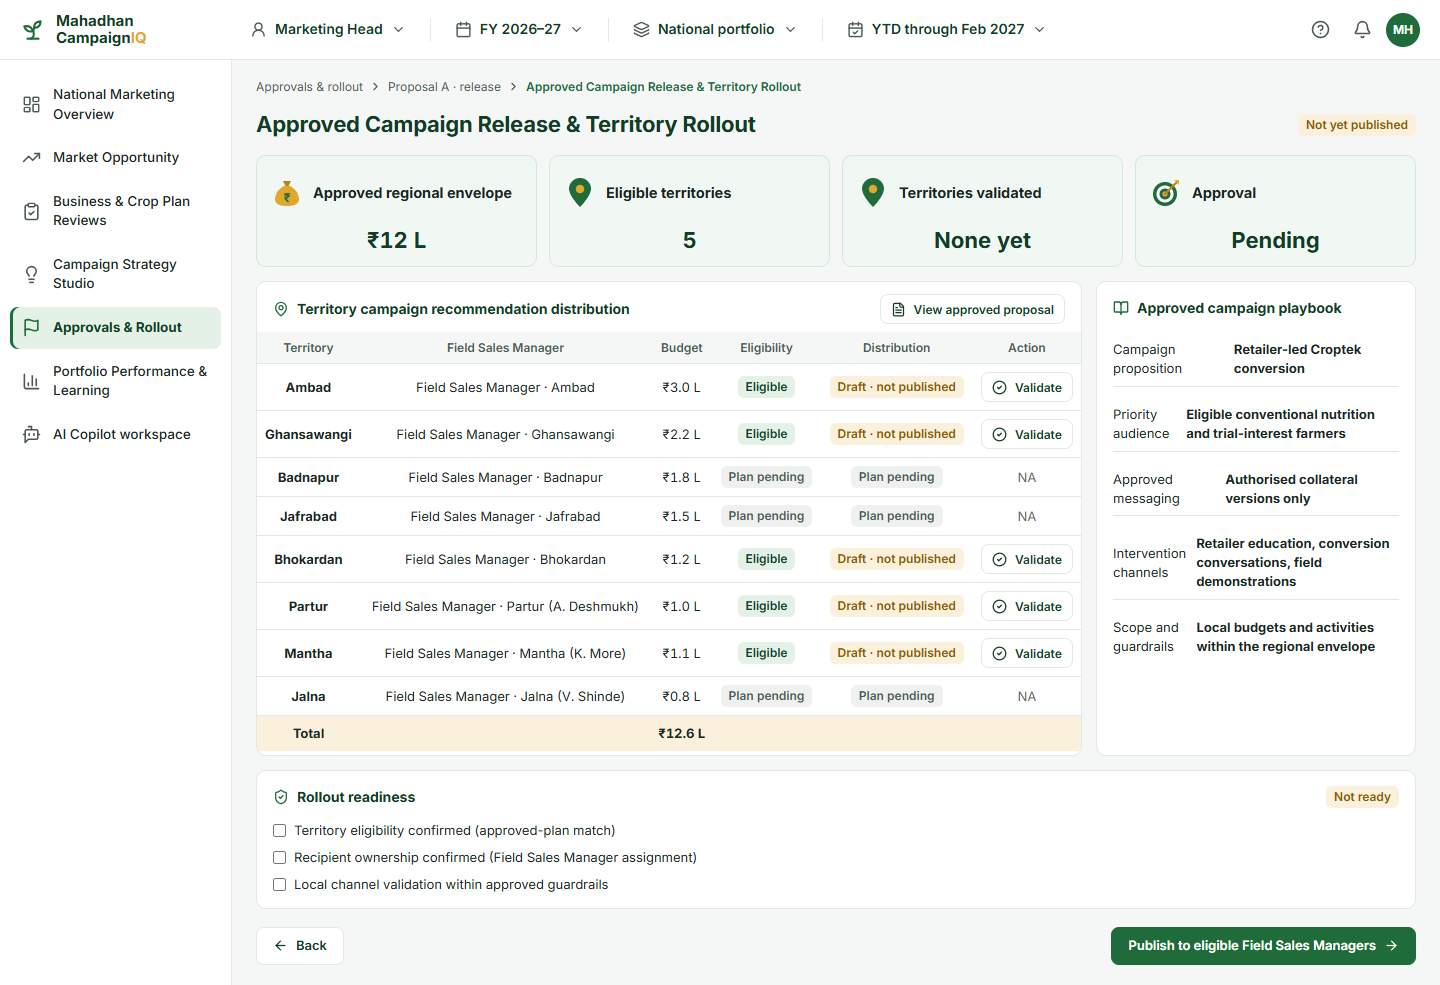 Mahadhan
CampaignIQ
Marketing Head
FY 2026–27
National portfolio
YTD through Feb 2027
MH
National Marketing
Overview
Market Opportunity
Business & Crop Plan
Reviews
Campaign Strategy
Studio
Approvals & Rollout
Portfolio Performance &
Learning
AI Copilot workspace
Approvals & rollout > Proposal A · release > Approved Campaign Release & Territory Rollout
Approved Campaign Release & Territory Rollout
Not yet published
Approved regional envelope
₹12 L
Eligible territories
5
Territories validated
None yet
Approval
Pending
Territory campaign recommendation distribution
View approved proposal
Territory Field Sales Manager Budget Eligibility Distribution Action
Ambad Field Sales Manager · Ambad ₹3.0 L Eligible Draft · not published Validate
Ghansawangi Field Sales Manager · Ghansawangi ₹2.2 L Eligible Draft · not published Validate
Badnapur Field Sales Manager · Badnapur ₹1.8 L Plan pending Plan pending NA
Jafrabad Field Sales Manager · Jafrabad ₹1.5 L Plan pending Plan pending NA
Bhokardan Field Sales Manager · Bhokardan ₹1.2 L Eligible Draft · not published Validate
Partur Field Sales Manager · Partur (A. Deshmukh) ₹1.0 L Eligible Draft · not published Validate
Mantha Field Sales Manager · Mantha (K. More) ₹1.1 L Eligible Draft · not published Validate
Jalna Field Sales Manager · Jalna (V. Shinde) ₹0.8 L Plan pending Plan pending NA
Total ₹12.6 L
Approved campaign playbook
Campaign
proposition
Retailer-led Croptek
conversion
Priority
audience
Eligible conventional nutrition
and trial-interest farmers
Approved
messaging
Authorised collateral
versions only
Intervention
channels
Retailer education, conversion
conversations, field
demonstrations
Scope and
guardrails
Local budgets and activities
within the regional envelope
Rollout readiness
Not ready
Territory eligibility confirmed (approved-plan match)
Recipient ownership confirmed (Field Sales Manager assignment)
Local channel validation within approved guardrails
Back
Publish to eligible Field Sales Managers